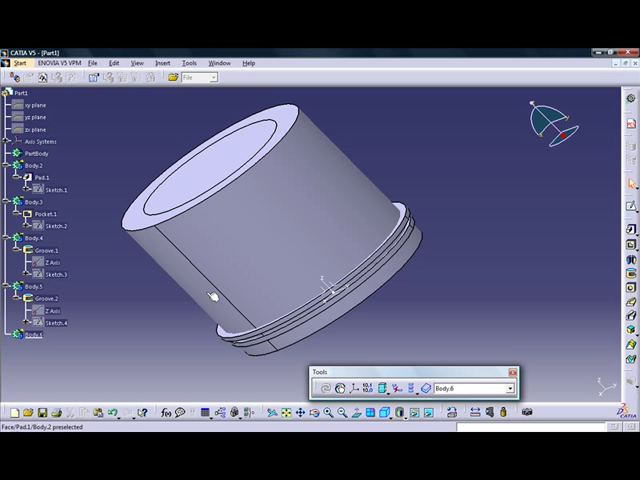 CATIA V5 - [Part1]
Start ENOVIA V5 VPM File Edit View Insert Tools Window Help
File
Part1
xy plane
yz plane
zx plane
Axis Systems
PartBody
Body.2
Pad.1
Sketch.1
Body.3
Pocket.1
Sketch.2
Body.4
Groove.1
Z Axis
Sketch.3
Body.5
Groove.2
Z Axis
Sketch.4
Body.6
z
Tools
Body.6
z
x
CATIA
Face/Pad.1/Body.2 preselected